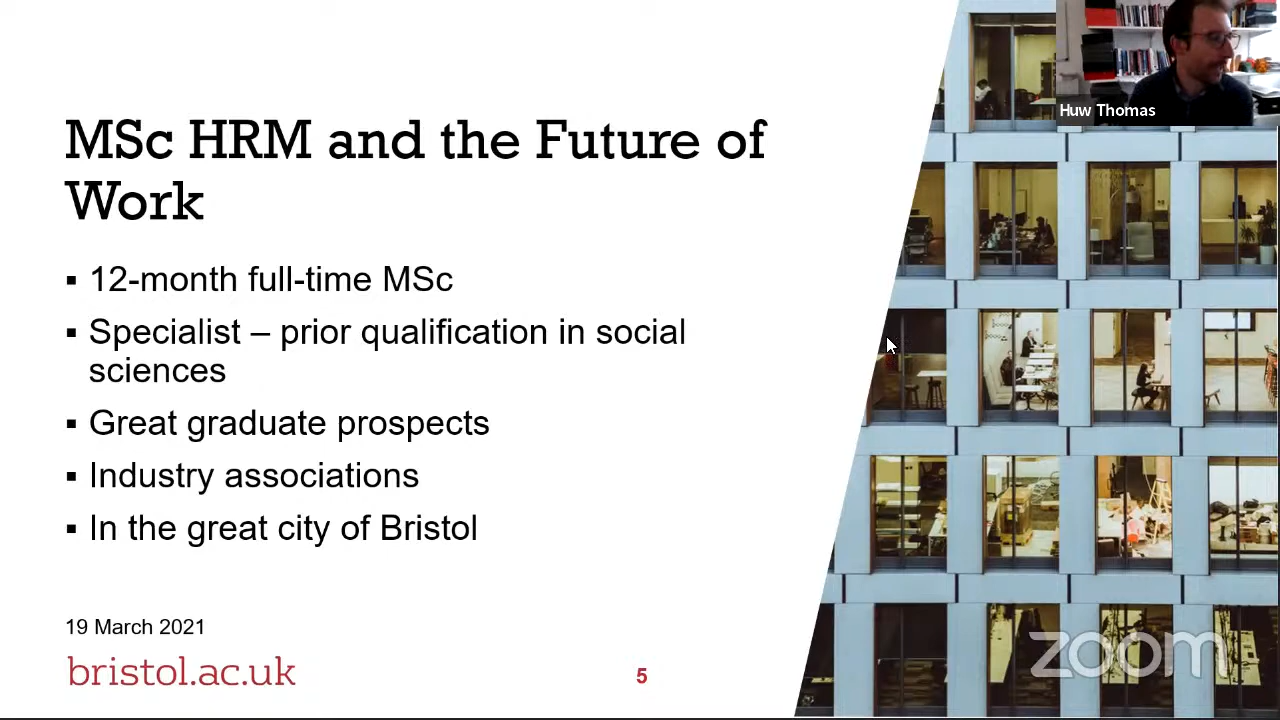 Huw Thomas
MSc HRM and the Future of
Work
▪ 12-month full-time MSc
▪ Specialist – prior qualification in social
sciences
▪ Great graduate prospects
▪ Industry associations
▪ In the great city of Bristol
19 March 2021
bristol.ac.uk
5
zoom